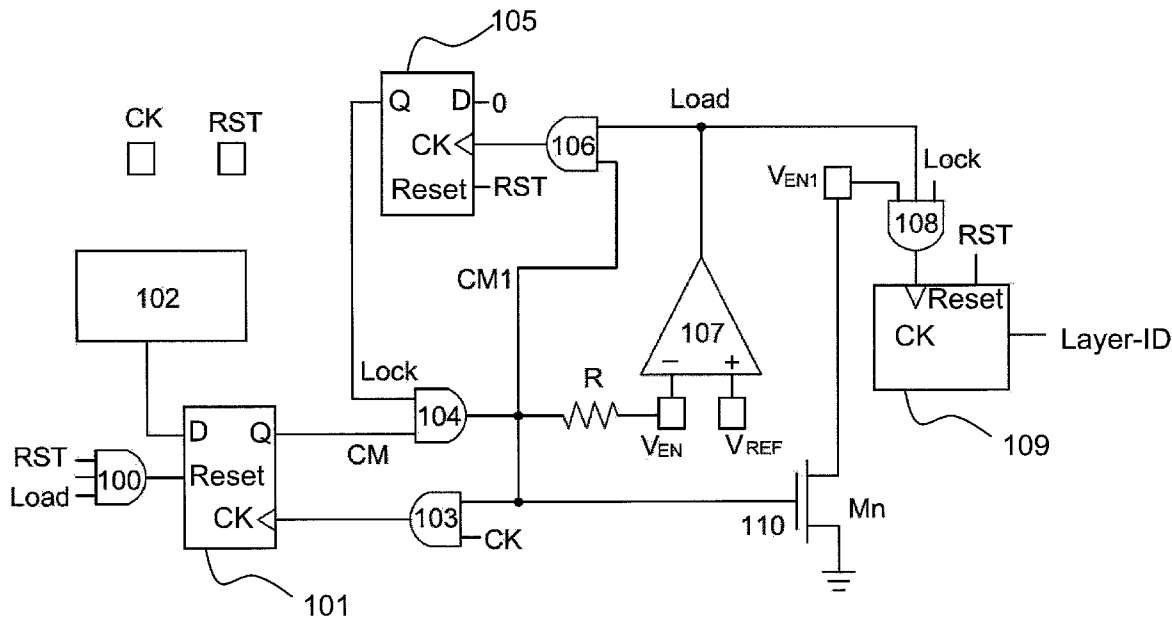 105
Q D 0
CK RST
CK
Reset RST
106
Load
Lock
VEN1
108
RST
Reset
CK
Layer-ID
109
CM1
107
− +
102
Lock
104
R
VEN VREF
CM
D Q
RST
100
Reset
Load
CK
103
CK
110
Mn
101